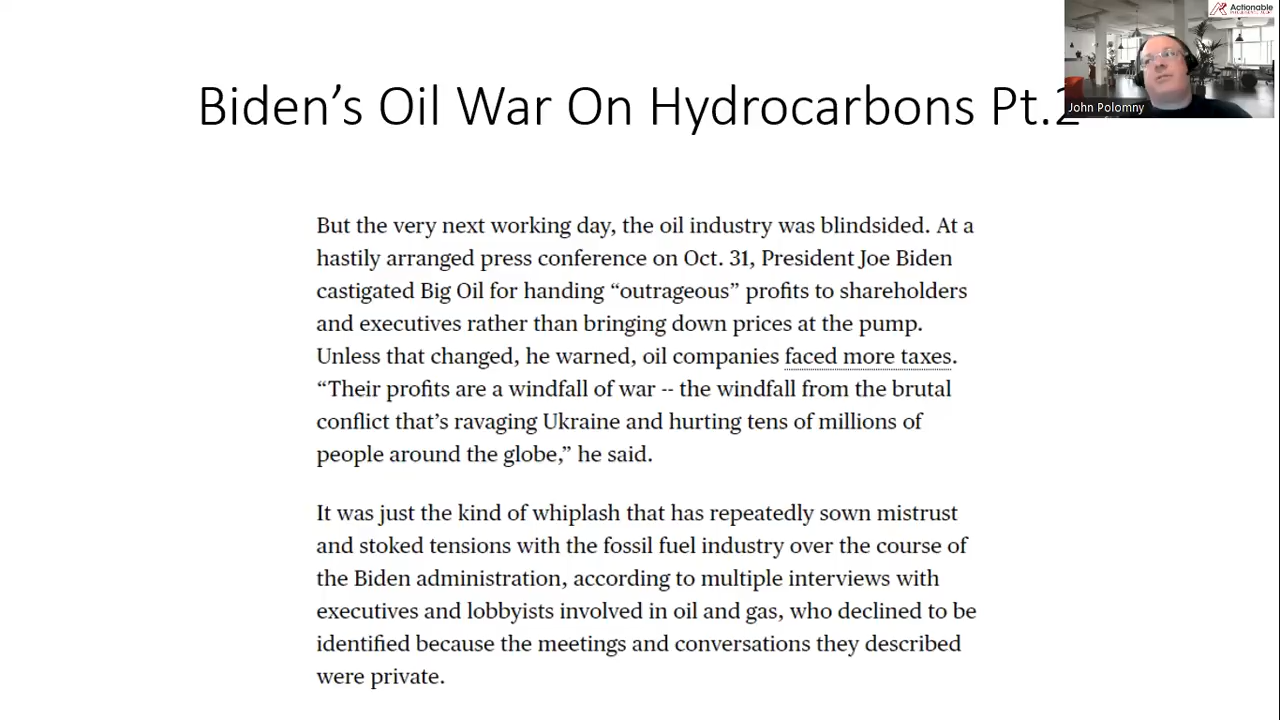 Actionable
John Polomny
Biden’s Oil War On Hydrocarbons Pt.2
But the very next working day, the oil industry was blindsided. At a
hastily arranged press conference on Oct. 31, President Joe Biden
castigated Big Oil for handing “outrageous” profits to shareholders
and executives rather than bringing down prices at the pump.
Unless that changed, he warned, oil companies faced more taxes.
“Their profits are a windfall of war -- the windfall from the brutal
conflict that’s ravaging Ukraine and hurting tens of millions of
people around the globe,” he said.
It was just the kind of whiplash that has repeatedly sown mistrust
and stoked tensions with the fossil fuel industry over the course of
the Biden administration, according to multiple interviews with
executives and lobbyists involved in oil and gas, who declined to be
identified because the meetings and conversations they described
were private.